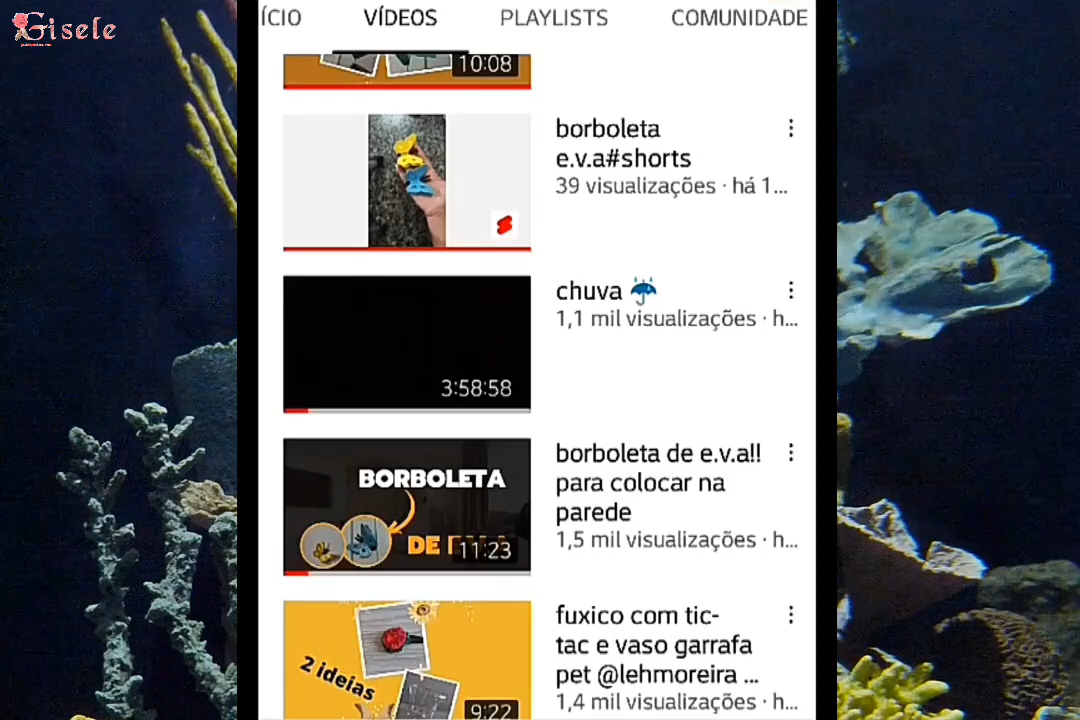 Gisele
ÍCIO
VÍDEOS
PLAYLISTS
COMUNIDADE
10:08
borboleta
e.v.a#shorts
39 visualizações · há 1...
chuva ☔
1,1 mil visualizações · h...
3:58:58
BORBOLETA
DE
11:23
borboleta de e.v.a!!
para colocar na
parede
1,5 mil visualizações · h...
2 ideias
9:22
fuxico com tic-
tac e vaso garrafa
pet @lehmoreira ...
1,4 mil visualizações · h...